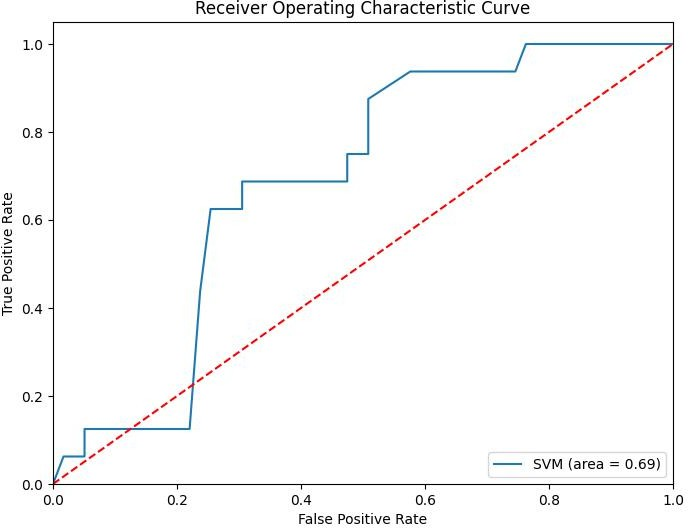 Receiver Operating Characteristic Curve
1.0
0.8
0.6
0.4
0.2
0.0
True Positive Rate
SVM (area = 0.69)
0.0 0.2 0.4 0.6 0.8 1.0
False Positive Rate